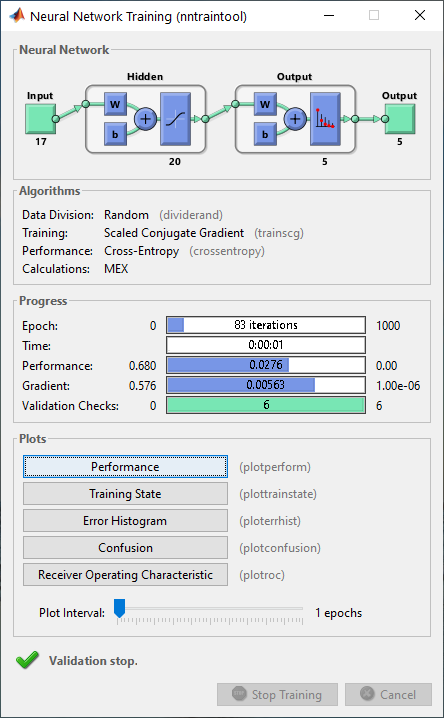 Neural Network Training (nntraintool)
Neural Network
Hidden Output
Input W b + W b + Output
17 20 5 5
Algorithms
Data Division: Random (dividerand)
Training: Scaled Conjugate Gradient (trainscg)
Performance: Cross-Entropy (crossentropy)
Calculations: MEX
Progress
Epoch: 0 83 iterations 1000
Time: 0:00:01
Performance: 0.680 0.0276 0.00
Gradient: 0.576 0.00563 1.00e-06
Validation Checks: 0 6 6
Plots
Performance (plotperform)
Training State (plottrainstate)
Error Histogram (ploterrhist)
Confusion (plotconfusion)
Receiver Operating Characteristic (plotroc)
Plot Interval: 1 epochs
Validation stop.
Stop Training Cancel